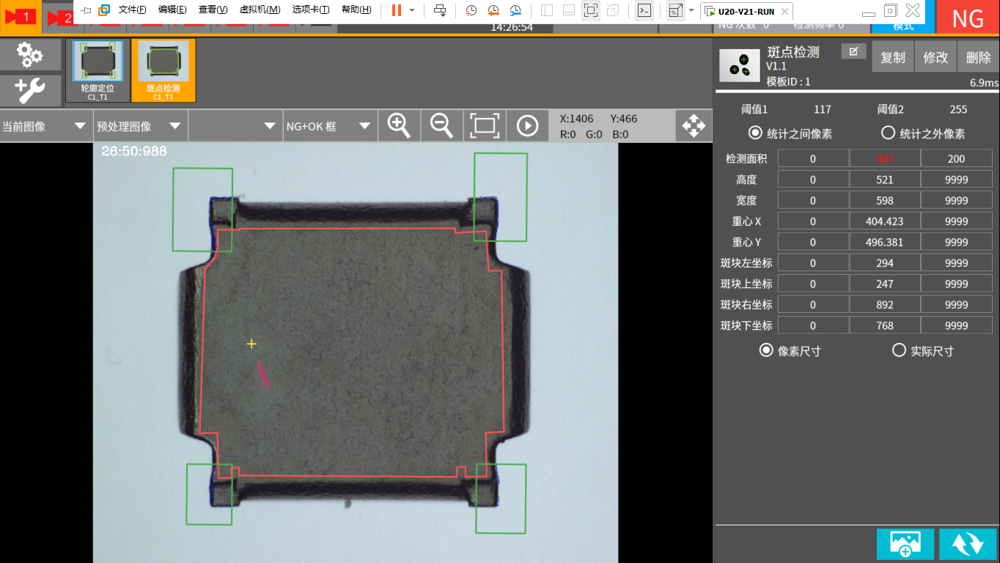 1
2
文件(F) 编辑(E) 查看(V) 虚拟机(M) 选项卡(T) 帮助(H)
U20-V21-RUN
14:26:54
NG 次数 0 检测频率 0
模式
NG
轮廓定位
C1_T1
斑点检测
C1_T3
斑点检测
V1.1
模板ID : 1
复制 修改 删除
6.9ms
当前图像
预处理图像
NG+OK 框
X:1406 Y:466
R:0 G:0 B:0
26:50:988
阈值1 117 阈值2 255
统计之间像素 统计之外像素
检测面积 0 487 200
高度 0 521 9999
宽度 0 598 9999
重心 X 0 404.423 9999
重心 Y 0 496.381 9999
斑块左坐标 0 294 9999
斑块上坐标 0 247 9999
斑块右坐标 0 892 9999
斑块下坐标 0 768 9999
像素尺寸 实际尺寸